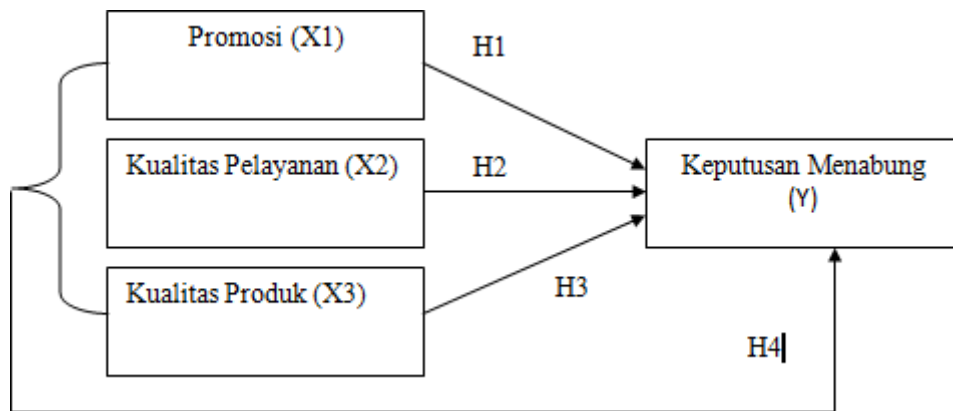 Promosi (X1)
H1
Kualitas Pelayanan (X2)
H2
Keputusan Menabung
(Y)
Kualitas Produk (X3)
H3
H4